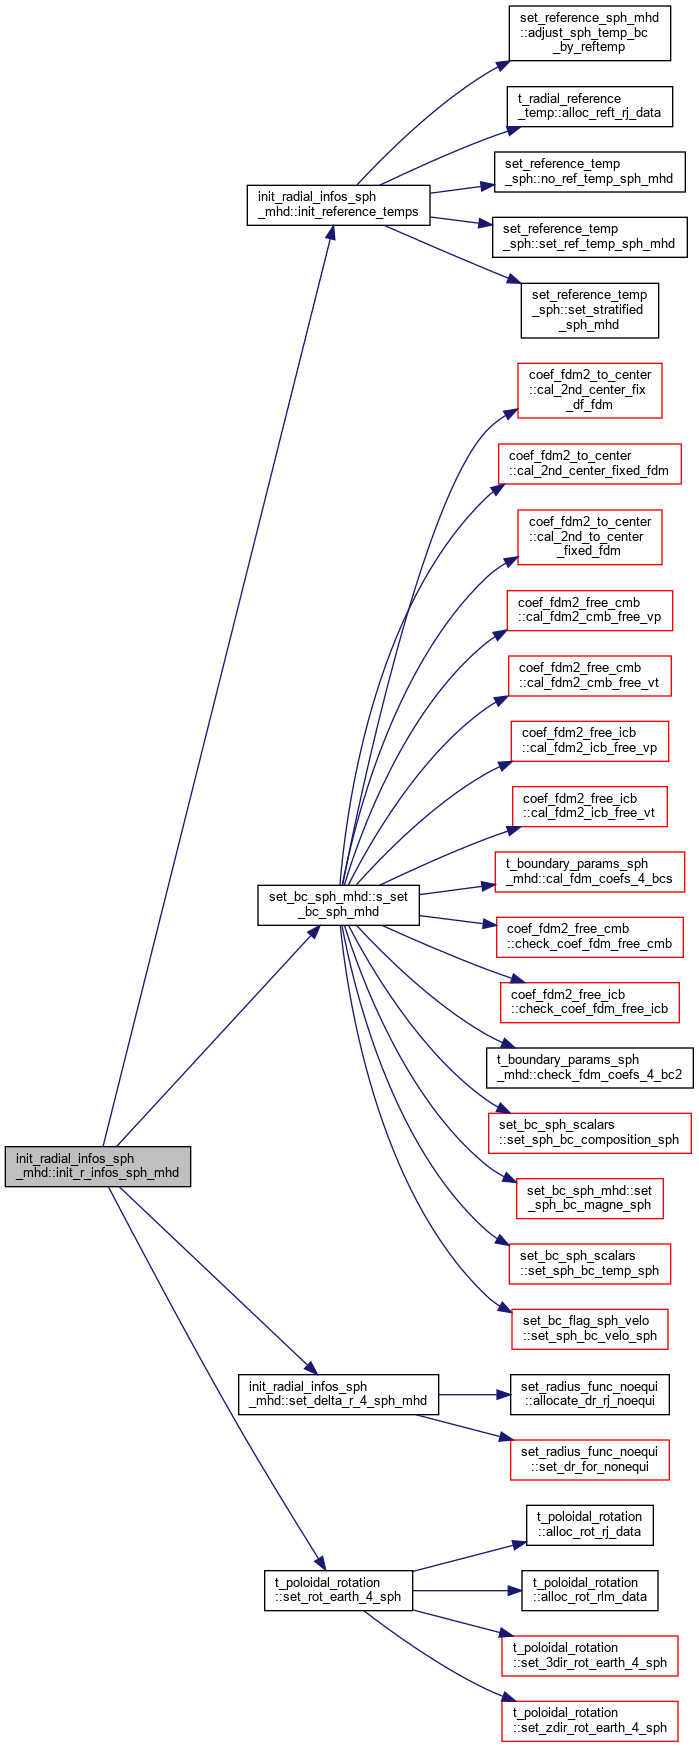 set_reference_sph_mhd
::adjust_sph_temp_bc
_by_reftemp
t_radial_reference
_temp::alloc_reft_rj_data
set_reference_temp
_sph::no_ref_temp_sph_mhd
init_radial_infos_sph
_mhd::init_reference_temps
set_reference_temp
_sph::set_ref_temp_sph_mhd
set_reference_temp
_sph::set_stratified
_sph_mhd
coef_fdm2_to_center
::cal_2nd_center_fix
_df_fdm
coef_fdm2_to_center
::cal_2nd_center_fixed_fdm
coef_fdm2_to_center
::cal_2nd_to_center
_fixed_fdm
coef_fdm2_free_cmb
::cal_fdm2_cmb_free_vp
coef_fdm2_free_cmb
::cal_fdm2_cmb_free_vt
coef_fdm2_free_icb
::cal_fdm2_icb_free_vp
coef_fdm2_free_icb
::cal_fdm2_icb_free_vt
t_boundary_params_sph
_mhd::cal_fdm_coefs_4_bcs
set_bc_sph_mhd::s_set
_bc_sph_mhd
coef_fdm2_free_cmb
::check_coef_fdm_free_cmb
coef_fdm2_free_icb
::check_coef_fdm_free_icb
t_boundary_params_sph
_mhd::check_fdm_coefs_4_bc2
set_bc_sph_scalars
::set_sph_bc_composition_sph
init_radial_infos_sph
_mhd::init_r_infos_sph_mhd
set_bc_sph_mhd::set
_sph_bc_magne_sph
set_bc_sph_scalars
::set_sph_bc_temp_sph
set_bc_flag_sph_velo
::set_sph_bc_velo_sph
init_radial_infos_sph
_mhd::set_delta_r_4_sph_mhd
set_radius_func_noequi
::allocate_dr_rj_noequi
set_radius_func_noequi
::set_dr_for_nonequi
t_poloidal_rotation
::alloc_rot_rj_data
t_poloidal_rotation
::set_rot_earth_4_sph
t_poloidal_rotation
::alloc_rot_rlm_data
t_poloidal_rotation
::set_3dir_rot_earth_4_sph
t_poloidal_rotation
::set_zdir_rot_earth_4_sph